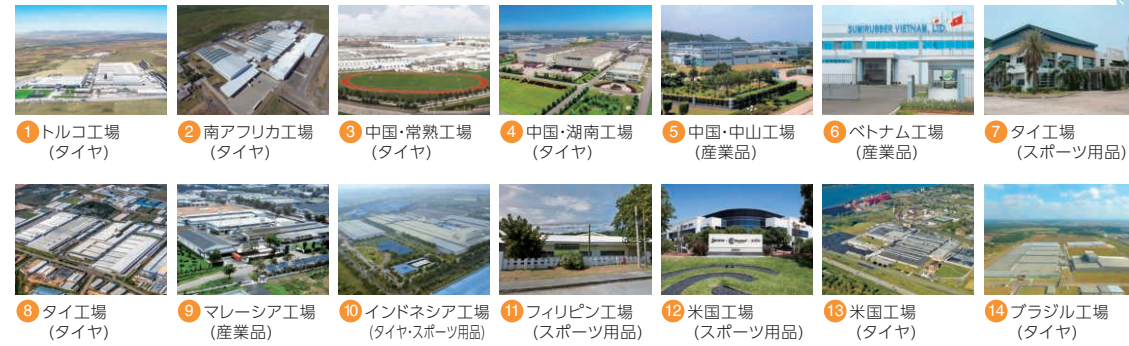 SUMIRUBBER VIETNAM, LTD.
1 トルコ工場
(タイヤ)
2 南アフリカ工場
(タイヤ)
3 中国・常熟工場
(タイヤ)
4 中国・湖南工場
(タイヤ)
5 中国・中山工場
(産業品)
6 ベトナム工場
(産業品)
7 タイ工場
(スポーツ用品)
8 タイ工場
(タイヤ)
9 マレーシア工場
(産業品)
10 インドネシア工場
(タイヤ・スポーツ用品)
11 フィリピン工場
(スポーツ用品)
12 米国工場
(スポーツ用品)
13 米国工場
(タイヤ)
14 ブラジル工場
(タイヤ)